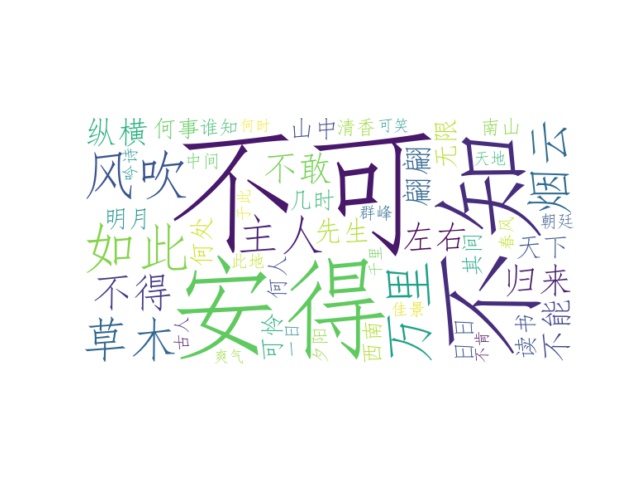 纵横 何事 谁知 何时 山中 清香 可笑 无限 南山
风吹 吟诗 中间 不可 不敢 翩翩 不知 天地 烟云
明月 于此 几时 群峰 朝廷
如此 何处 主人 先生 左右 其间 春风 天下
不得 此地 何人 安得 千里 万里 归来
草木 古人 可怜 一日 夕阳 西南 佳景 日日 读书 不能
爽气 不肯